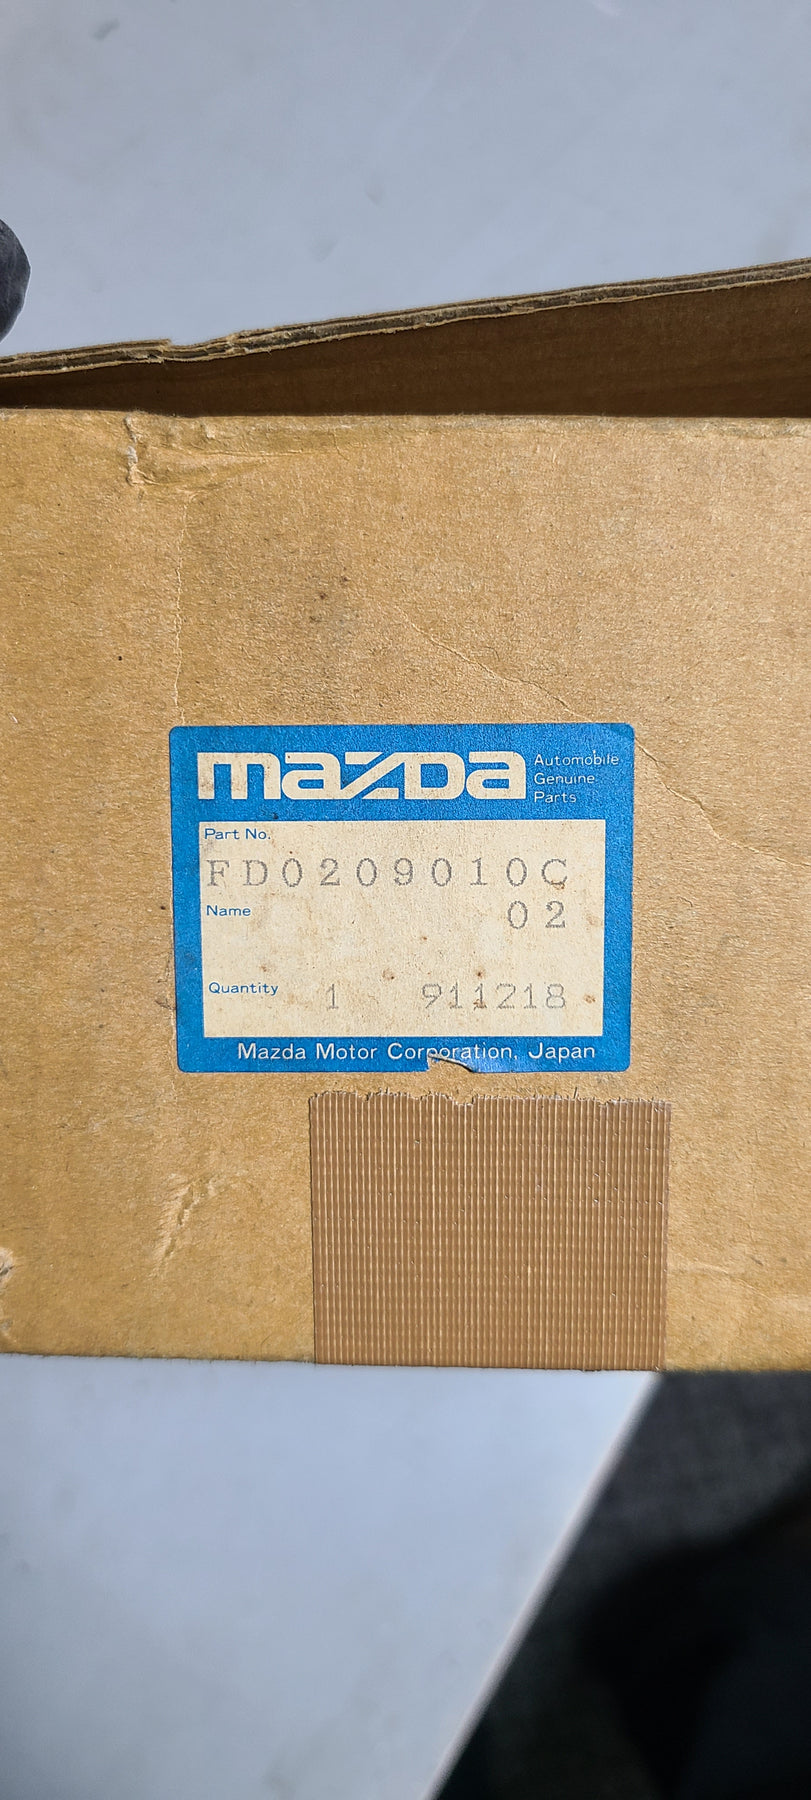 mazda Automobile
Genuine
Parts
Part No.
FD0209010C
Name 02
Quantity 1 911218
Mazda Motor Corporation, Japan